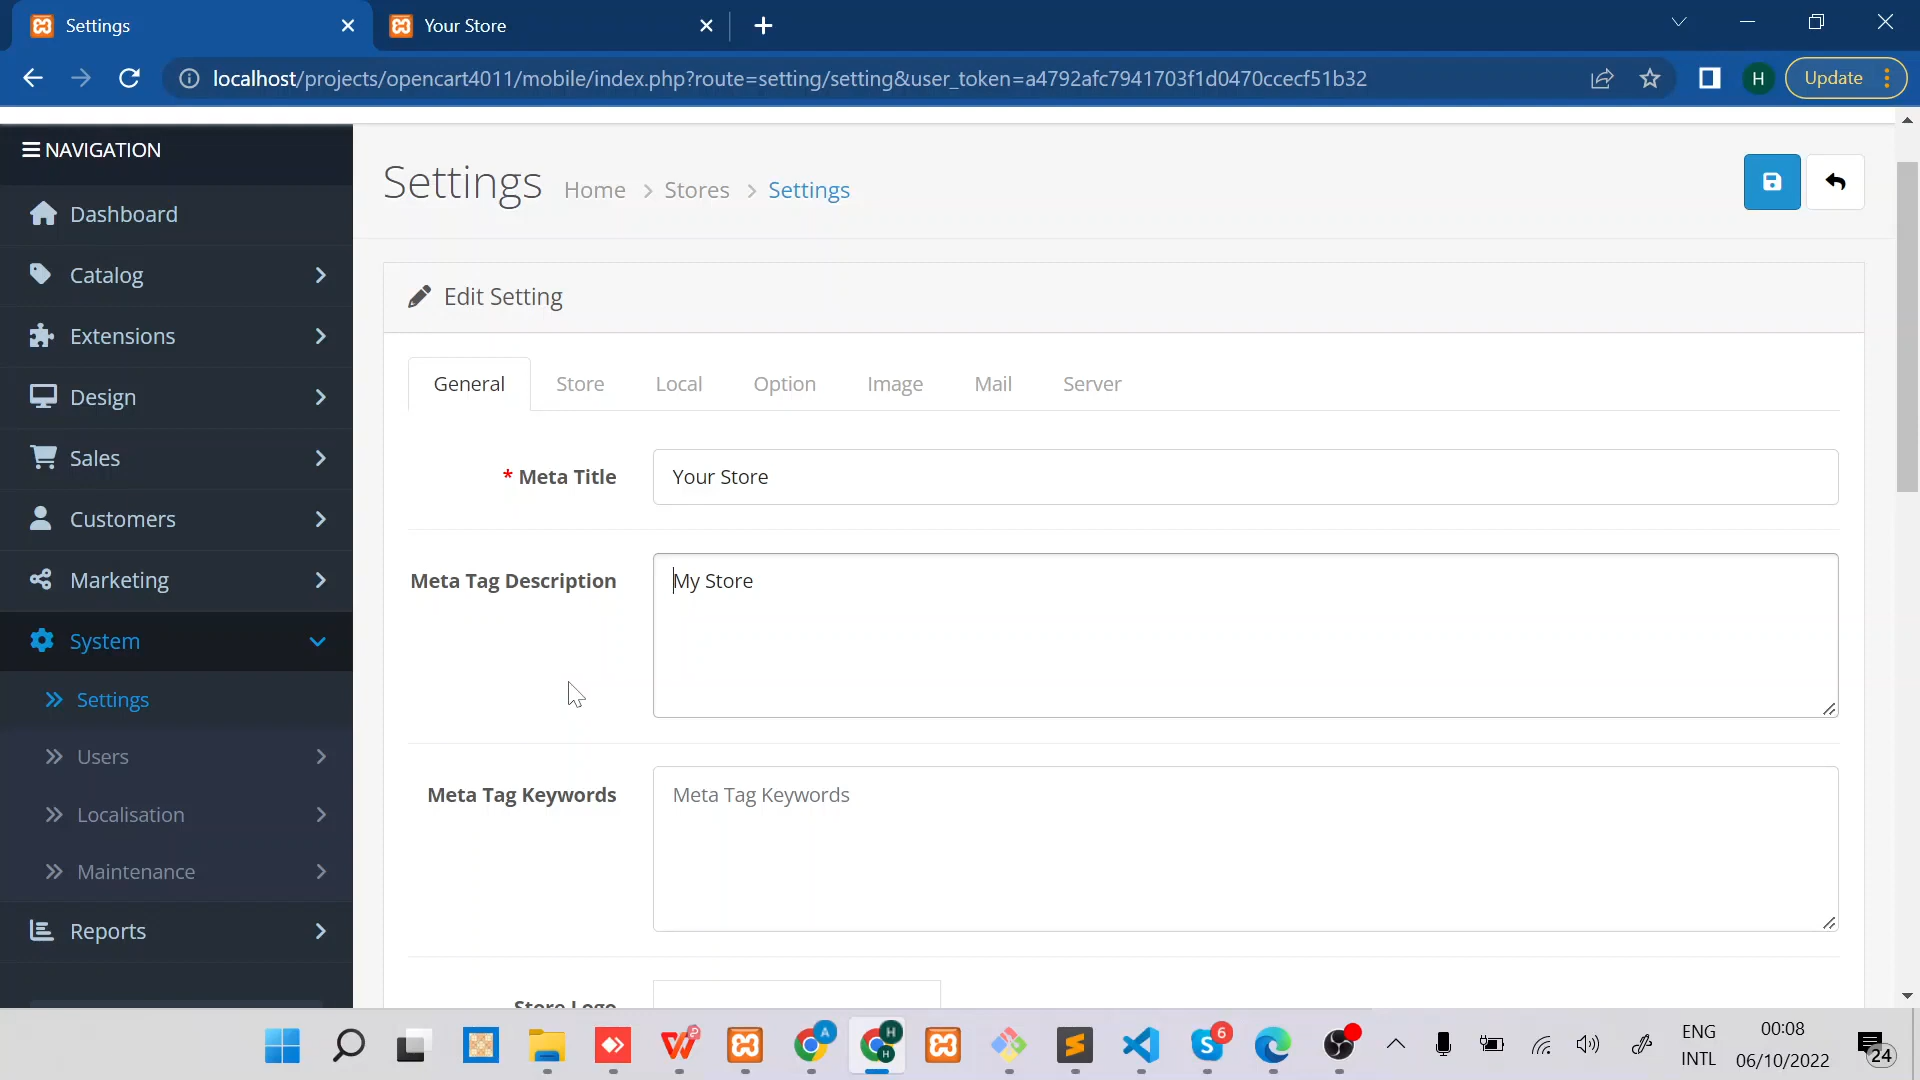 Settings
Your Store
localhost/projects/opencart4011/mobile/index.php?route=setting/setting&user_token=a4792afc7941703f1d0470ccecf51b32
H
Update
NAVIGATION
Dashboard
Catalog
Extensions
Design
Sales
Customers
Marketing
System
Settings
Users
Localisation
Maintenance
Reports
Settings
Home > Stores > Settings
Edit Setting
General Store Local Option Image Mail Server
* Meta Title
Your Store
Meta Tag Description
My Store
Meta Tag Keywords
Meta Tag Keywords
Store Logo
A
H
H
6
ENG
INTL
00:08
06/10/2022
24